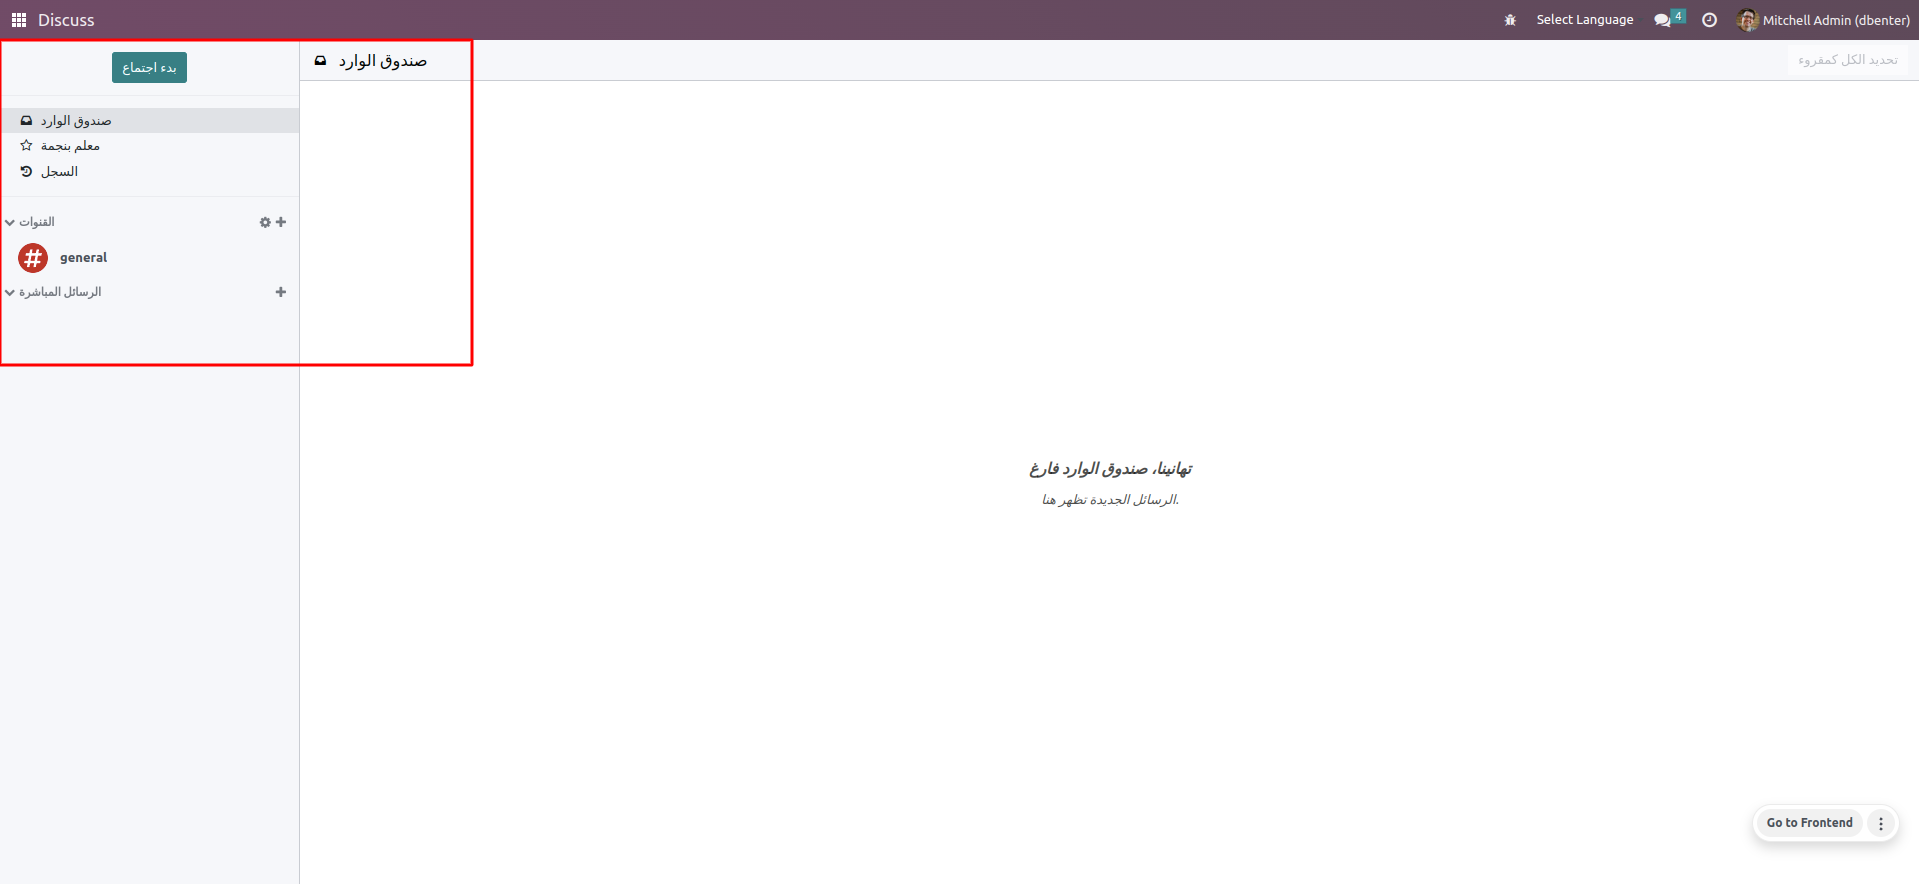 Discuss
Select Language
4
Mitchell Admin (dbenter)
بدء اجتماع
صندوق الوارد
تحديد الكل كمقروء
صندوق الوارد
معلم بنجمة
السجل
القنوات
general
الرسائل المباشرة
تهانينا، صندوق الوارد فارغ
الرسائل الجديدة تظهر هنا.
Go to Frontend